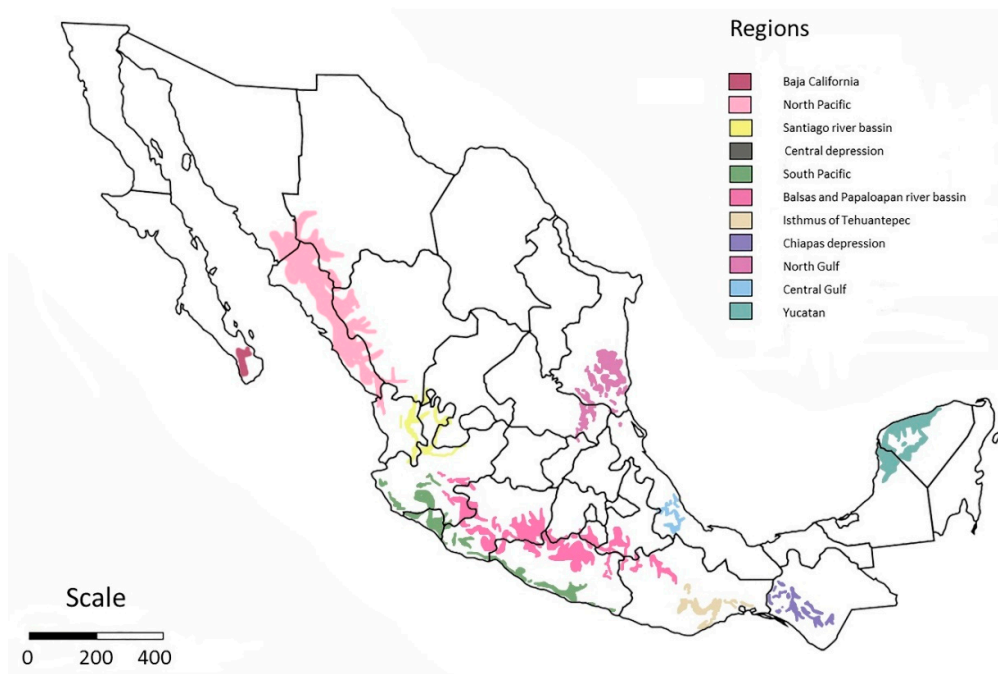 Regions
Baja California
North Pacific
Santiago river bassin
Central depression
South Pacific
Balsas and Papaloapan river bassin
Isthmus of Tehuantepec
Chiapas depression
North Gulf
Central Gulf
Yucatan
Scale
0 200 400